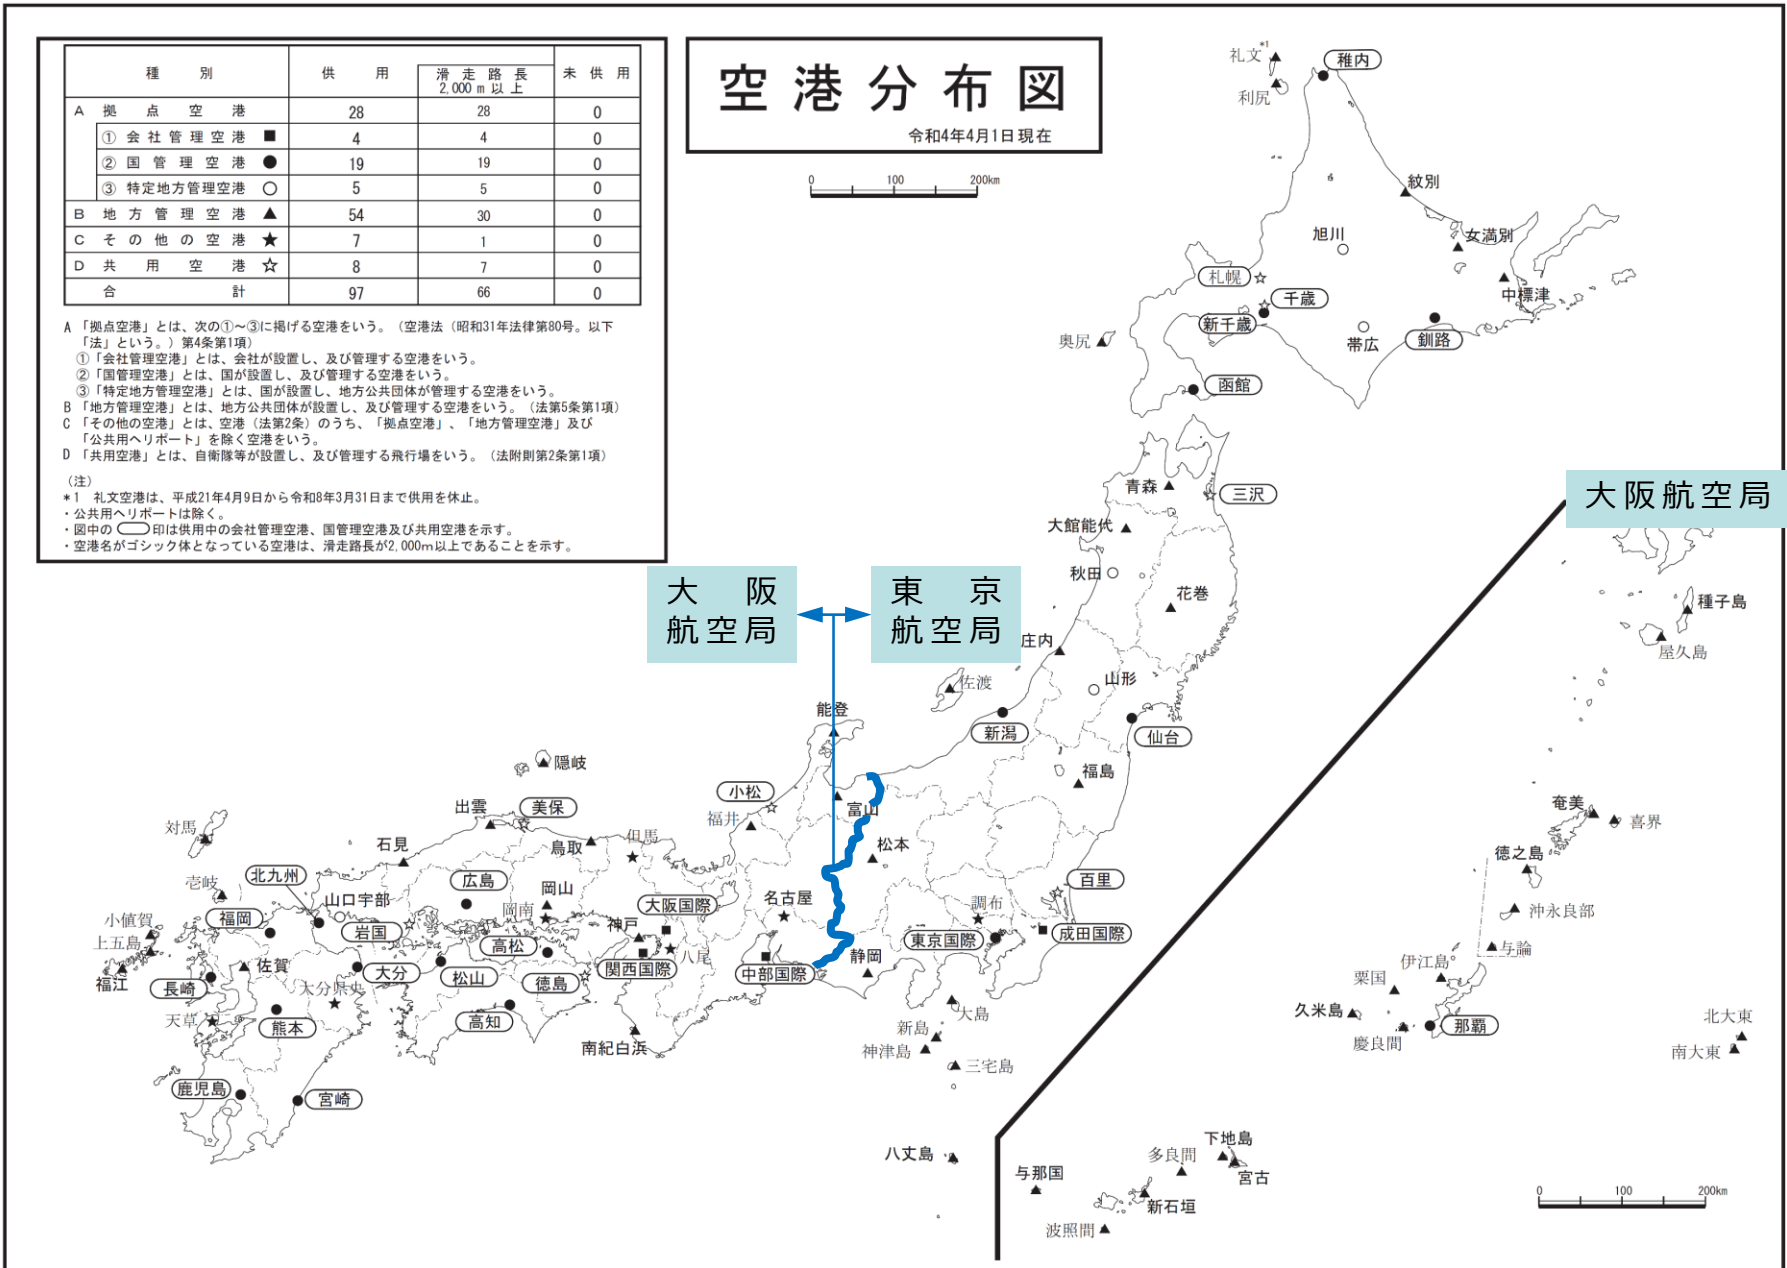 空港分布図
令和4年4月1日現在
0 100 200km
種別 供用 滑走路長2,000m以上 未供用
A 拠点空港 28 28 0
① 会社管理空港 ■ 4 4 0
② 国管理空港 ● 19 19 0
③ 特定地方管理空港 ○ 5 5 0
B 地方管理空港 ▲ 54 30 0
C その他の空港 ★ 7 1 0
D 共用空港 ☆ 8 7 0
合計 97 66 0
A 「拠点空港」とは、次の①～③に掲げる空港をいう。（空港法（昭和31年法律第80号。以下
「法」という。）第4条第1項）
①「会社管理空港」とは、会社が設置し、及び管理する空港をいう。
②「国管理空港」とは、国が設置し、及び管理する空港をいう。
③「特定地方管理空港」とは、国が設置し、地方公共団体が管理する空港をいう。
B 「地方管理空港」とは、地方公共団体が設置し、及び管理する空港をいう。（法第5条第1項）
C 「その他の空港」とは、空港（法第2条）のうち、「拠点空港」、「地方管理空港」及び
「公共用ヘリポート」を除く空港をいう。
D 「共用空港」とは、自衛隊等が設置し、及び管理する飛行場をいう。（法附則第2条第1項）
（注）
*1 礼文空港は、平成21年4月9日から令和8年3月31日まで供用を休止。
・公共用ヘリポートは除く。
・図中の 印は供用中の会社管理空港、国管理空港及び共用空港を示す。
・空港名がゴシック体となっている空港は、滑走路長が2,000m以上であることを示す。
大阪
航空局
東京
航空局
大阪航空局
礼文*1
稚内
利尻
紋別
旭川
女満別
札幌
千歳
中標津
新千歳
奥尻
帯広
釧路
函館
青森
三沢
大館能代
秋田
花巻
庄内
佐渡
山形
新潟
仙台
能登
福島
小松
富山
福井
松本
名古屋
百里
調布
東京国際
成田国際
静岡
中部国際
大島
新島
神津島
三宅島
八丈島
隠岐
出雲
美保
対馬
石見
鳥取
但馬
北九州
広島
岡山
壱岐
山口宇部
岡南
大阪国際
小値賀
福岡
岩国
神戸
上五島
高松
八尾
佐賀
関西国際
福江
長崎
大分
松山
徳島
大分県央
天草
熊本
高知
南紀白浜
鹿児島
宮崎
種子島
屋久島
奄美
喜界
徳之島
沖永良部
与論
伊江島
粟国
久米島
那覇
慶良間
北大東
南大東
下地島
多良間
宮古
与那国
新石垣
波照間
0 100 200km